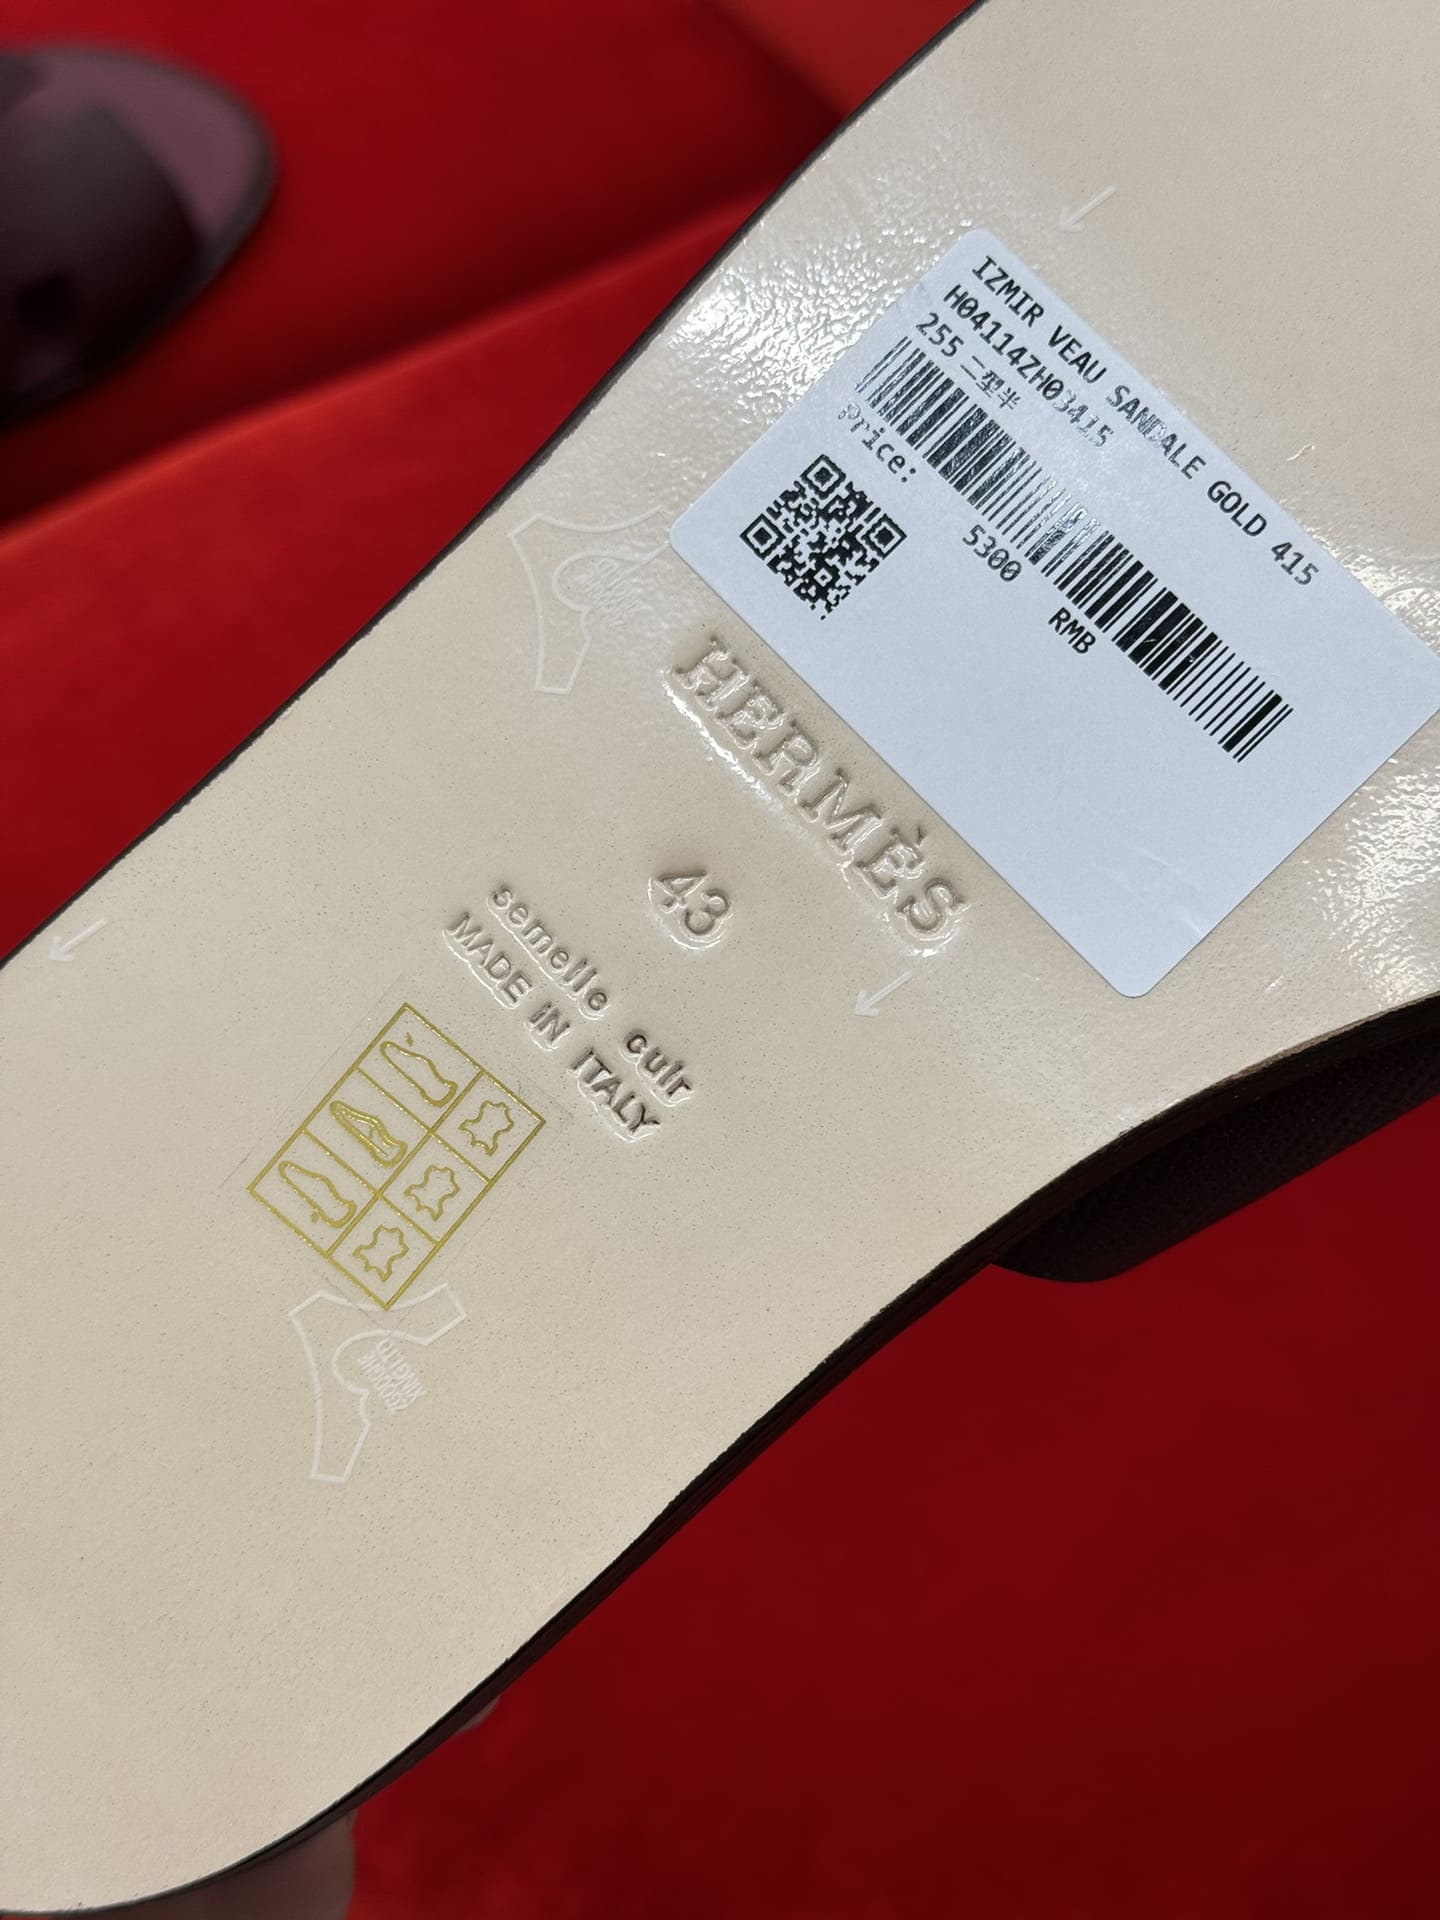 IZMIR VEAU SANDALE GOLD 415
H04114ZH03415
255 二型半
Price: 5300 RMB
HERMÈS
43
semelle cuir
MADE IN ITALY